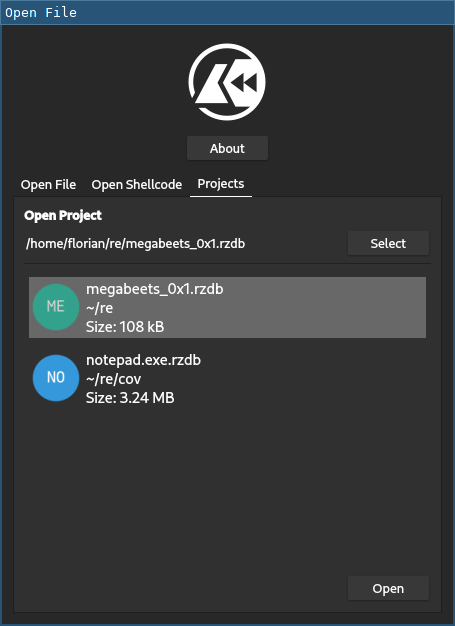 Open File
About
Open File Open Shellcode Projects
Open Project
/home/florian/re/megabeets_0x1.rzdb Select
ME
megabeets_0x1.rzdb
~/re
Size: 108 kB
NO
notepad.exe.rzdb
~/re/cov
Size: 3.24 MB
Open